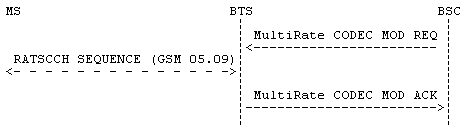 MS BTS BSC
MultiRate CODEC MOD REQ
RATSCCH SEQUENCE (GSM 05.09)
MultiRate CODEC MOD ACK